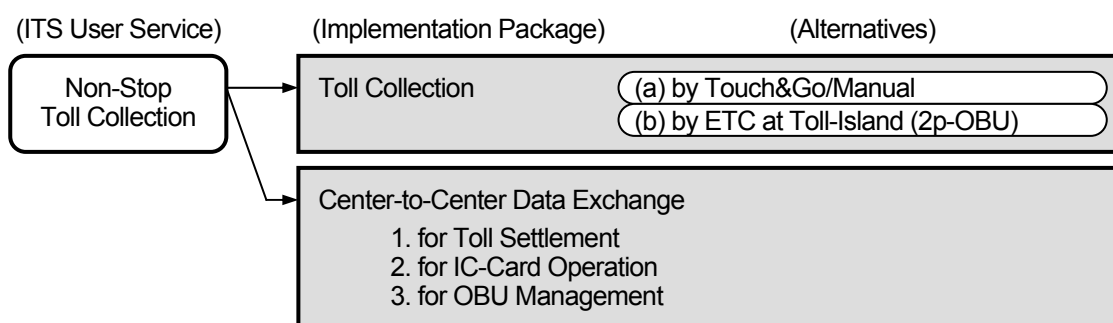 (ITS User Service) (Implementation Package) (Alternatives)
Non-Stop
Toll Collection
Toll Collection
(a) by Touch&Go/Manual
(b) by ETC at Toll-Island (2p-OBU)
Center-to-Center Data Exchange
1. for Toll Settlement
2. for IC-Card Operation
3. for OBU Management